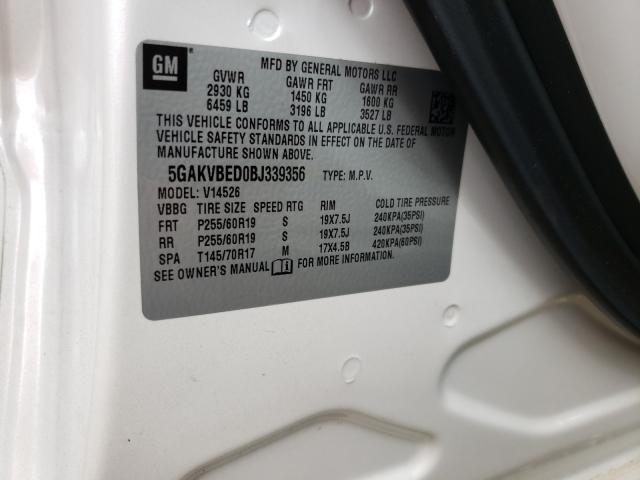 GM
MFD BY GENERAL MOTORS LLC
GVWR GAWR FRT GAWR RR
2930 KG 1450 KG 1600 KG
6459 LB 3196 LB 3527 LB
THIS VEHICLE CONFORMS TO ALL APPLICABLE U.S. FEDERAL MOTOR
VEHICLE SAFETY STANDARDS IN EFFECT ON THE DATE OF
MANUFACTURE SHOWN ABOVE.
5GAKVBED0BJ339356 TYPE: M.P.V.
MODEL: V14526
VBBG TIRE SIZE SPEED RTG RIM COLD TIRE PRESSURE
FRT P255/60R19 S 19X7.5J 240KPA(35PSI)
RR P255/60R19 S 19X7.5J 240KPA(35PSI)
SPA T145/70R17 M 17X4.5B 420KPA(60PSI)
SEE OWNER'S MANUAL FOR MORE INFORMATION.